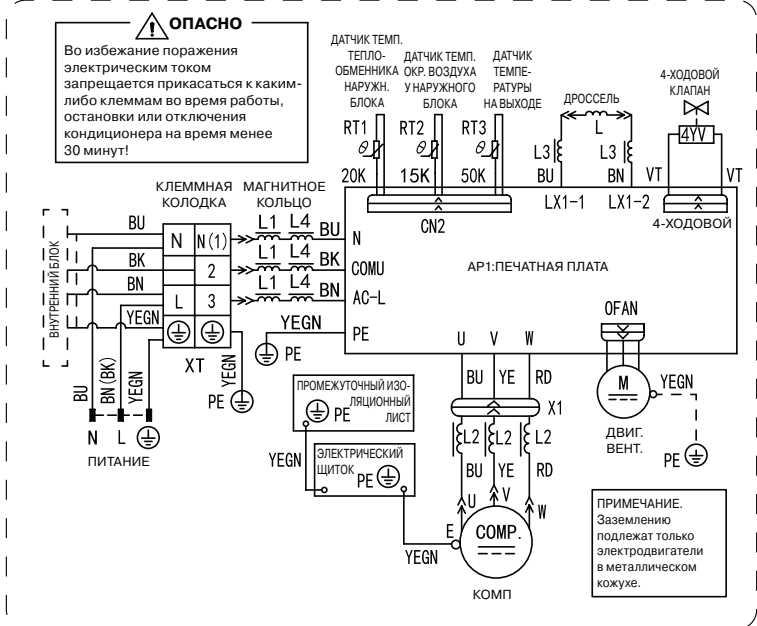 ОПАСНО
Во избежание поражения
электрическим током
запрещается прикасаться к каким-
либо клеммам во время работы,
остановки или отключения
кондиционера на время менее
30 минут!
ДАТЧИК ТЕМП.
ТЕПЛО-
ОБМЕННИКА
НАРУЖН.
БЛОКА
ДАТЧИК ТЕМП.
ОКР. ВОЗДУХА
У НАРУЖНОГО
БЛОКА
ДАТЧИК
ТЕМПЕ-
РАТУРЫ
НА ВЫХОДЕ
ДРОССЕЛЬ
4-ХОДОВОЙ
КЛАПАН
RT1 RT2 RT3
θ θ θ
L
4YV
L3 L3
20K 15K 50K
BU BN VT VT
CN2
LX1-1 LX1-2
4-ХОДОВОЙ
КЛЕММНАЯ
КОЛОДКА
МАГНИТНОЕ
КОЛЬЦО
ВНУТРЕННИЙ БЛОК
BU N N(1) L1 L4 BU N
BK 2 L1 L4 BK COMU
BN L 3 L1 L4 BN AC-L
YEGN YEGN PE
PE
XT
AP1:ПЕЧАТНАЯ ПЛАТА
U V W
OFAN
BU BN(BK) YEGN
YEGN
PE
N L
ПИТАНИЕ
BU YE RD
X1
L2 L2 L2
BU YE RD
U V W
M
YEGN
ДВИГ.
ВЕНТ.
PE
ПРОМЕЖУТОЧНЫЙ ИЗО-
ЛЯЦИОННЫЙ
ЛИСТ
PE
YEGN
ЭЛЕКТРИЧЕСКИЙ
ЩИТОК
PE
E
COMP.
YEGN
КОМП
ПРИМЕЧАНИЕ.
Заземлению
подлежат только
электродвигатели
в металлическом
кожухе.